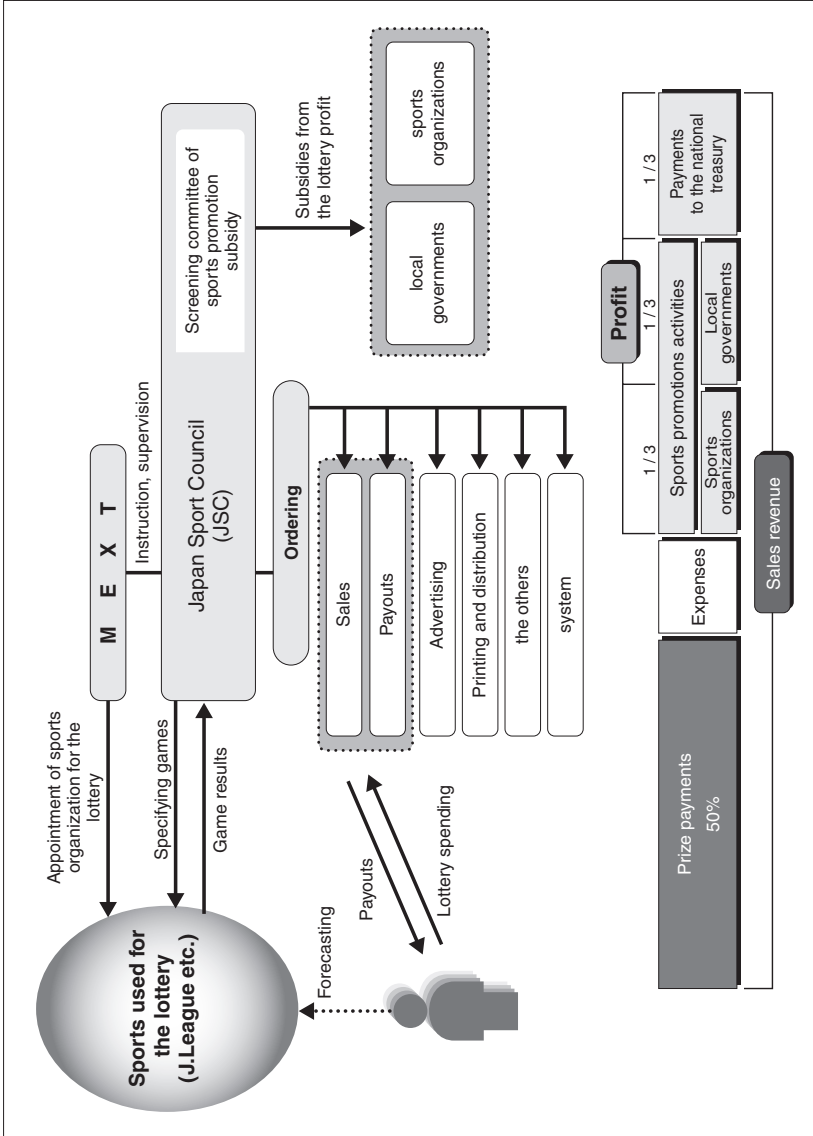 M E X T
Appointment of sports
organization for the
lottery
Instruction, supervision
Sports used for
the lottery
(J.League etc.)
Specifying games
Game results
Japan Sport Council
(JSC)
Screening committee of
sports promotion
subsidy
Ordering
Subsidies from
the lottery profit
Forecasting
Payouts
Lottery spending
Sales
Payouts
Advertising
Printing and distribution
the others
system
local
governments
sports
organizations
Profit
1 / 3
1 / 3
1 / 3
Prize payments
50%
Expenses
Sports promotions activities
Sports
organizations
Local
governments
Payments
to the national
treasury
Sales revenue